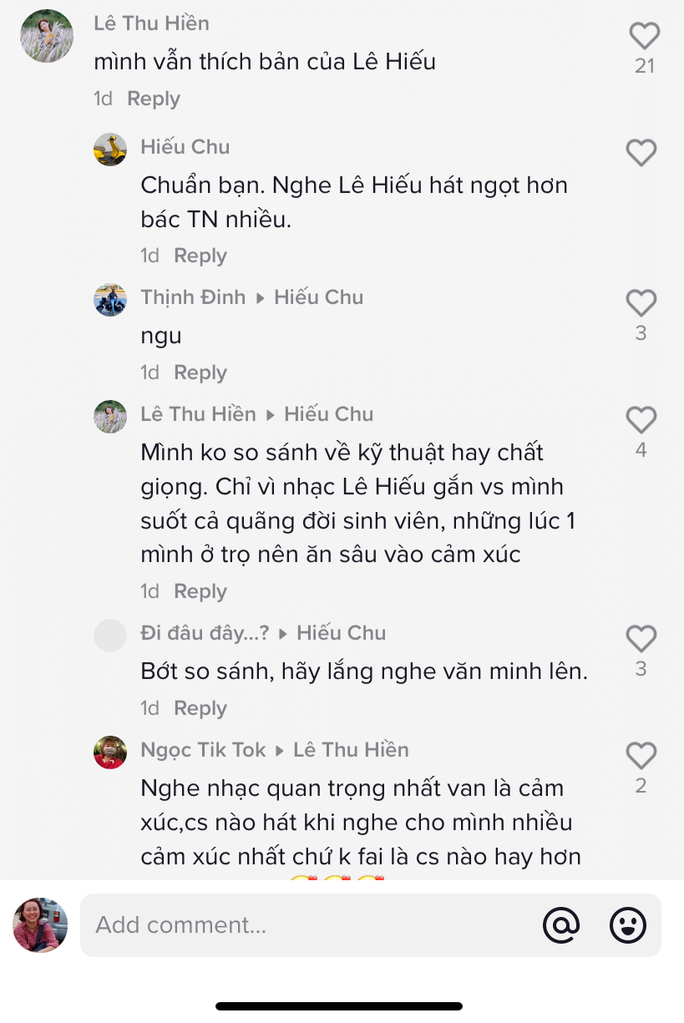 Lê Thu Hiền
mình vẫn thích bản của Lê Hiếu
21
1d Reply
Hiếu Chu
Chuẩn bạn. Nghe Lê Hiếu hát ngọt hơn
bác TN nhiều.
1d Reply
Thịnh Đinh ▸ Hiếu Chu
ngu
3
1d Reply
Lê Thu Hiền ▸ Hiếu Chu
Mình ko so sánh về kỹ thuật hay chất
giọng. Chỉ vì nhạc Lê Hiếu gắn vs mình
suốt cả quãng đời sinh viên, những lúc 1
mình ở trọ nên ăn sâu vào cảm xúc
4
1d Reply
Đi đâu đây...? ▸ Hiếu Chu
Bớt so sánh, hãy lắng nghe văn minh lên.
3
1d Reply
Ngọc Tik Tok ▸ Lê Thu Hiền
Nghe nhạc quan trọng nhất van là cảm
xúc,cs nào hát khi nghe cho mình nhiều
cảm xúc nhất chứ k fai là cs nào hay hơn
2
Add comment...